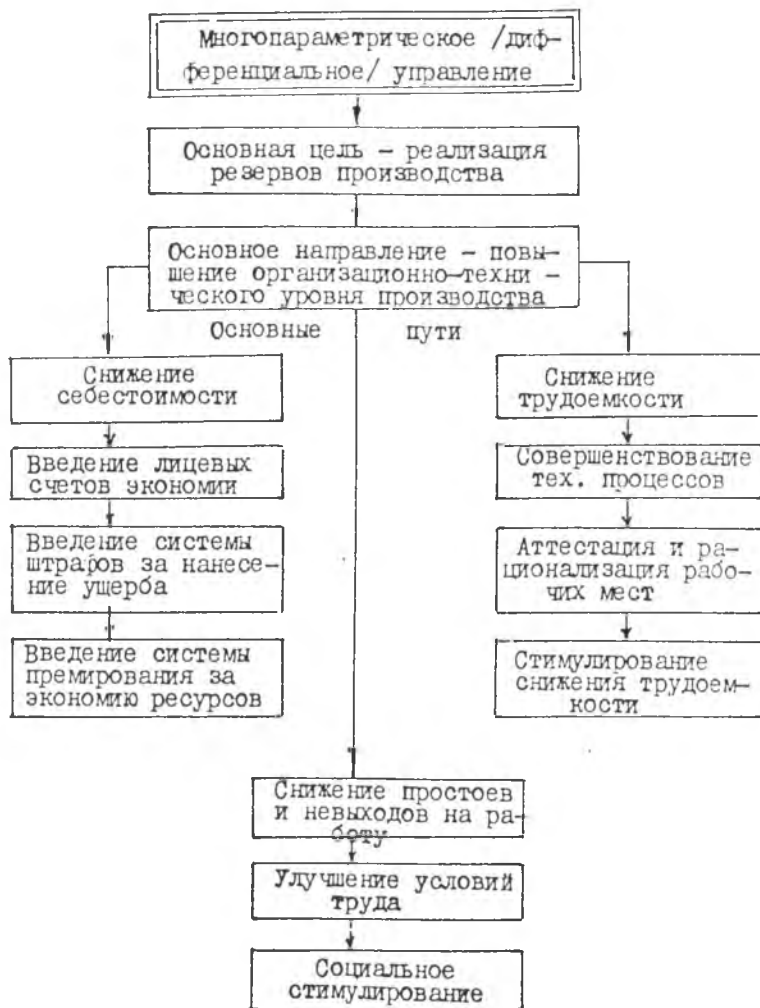 Многопараметрическое /диф-
ференциальное/ управление
Основная цель - реализация
резервов производства
Основное направление - повы-
шение организационно-техни -
ческого уровня производства
Основные пути
Снижение
себестоимости
Введение лицевых
счетов экономии
Введение системы
штраров за нанесе-
ние ущерба
Введение системы
премирования за
экономию ресурсов
Снижение
трудоемкости
Совершенствование
тех. процессов
Аттестация и ра-
ционализация рабо-
чих мест
Стимулирование
снижения трудоем-
кости
Снижение простоев
и невыходов на ра-
боту
Улучшение условий
труда
Социальное
стимулирование